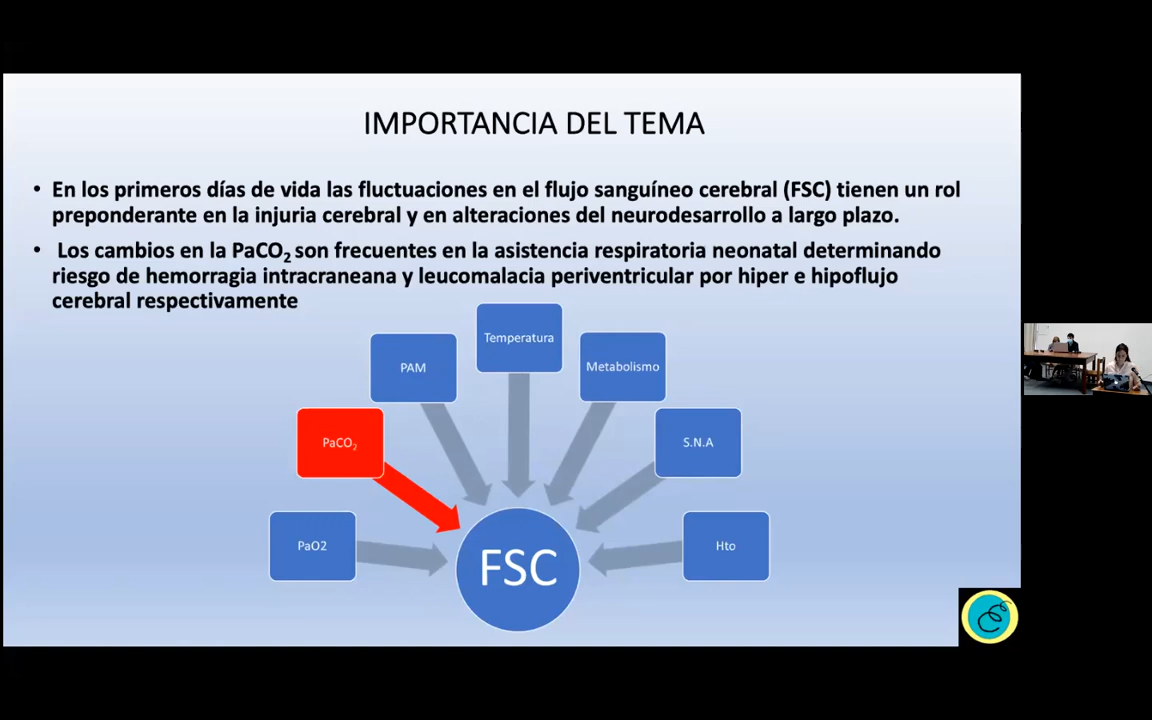 IMPORTANCIA DEL TEMA
• En los primeros días de vida las fluctuaciones en el flujo sanguíneo cerebral (FSC) tienen un rol
preponderante en la injuria cerebral y en alteraciones del neurodesarrollo a largo plazo.
• Los cambios en la PaCO₂ son frecuentes en la asistencia respiratoria neonatal determinando
riesgo de hemorragia intracraneana y leucomalacia periventricular por hiper e hipoflujo
cerebral respectivamente
Temperatura
PAM
Metabolismo
PaCO₂
S.N.A
PaO2
Hto
FSC